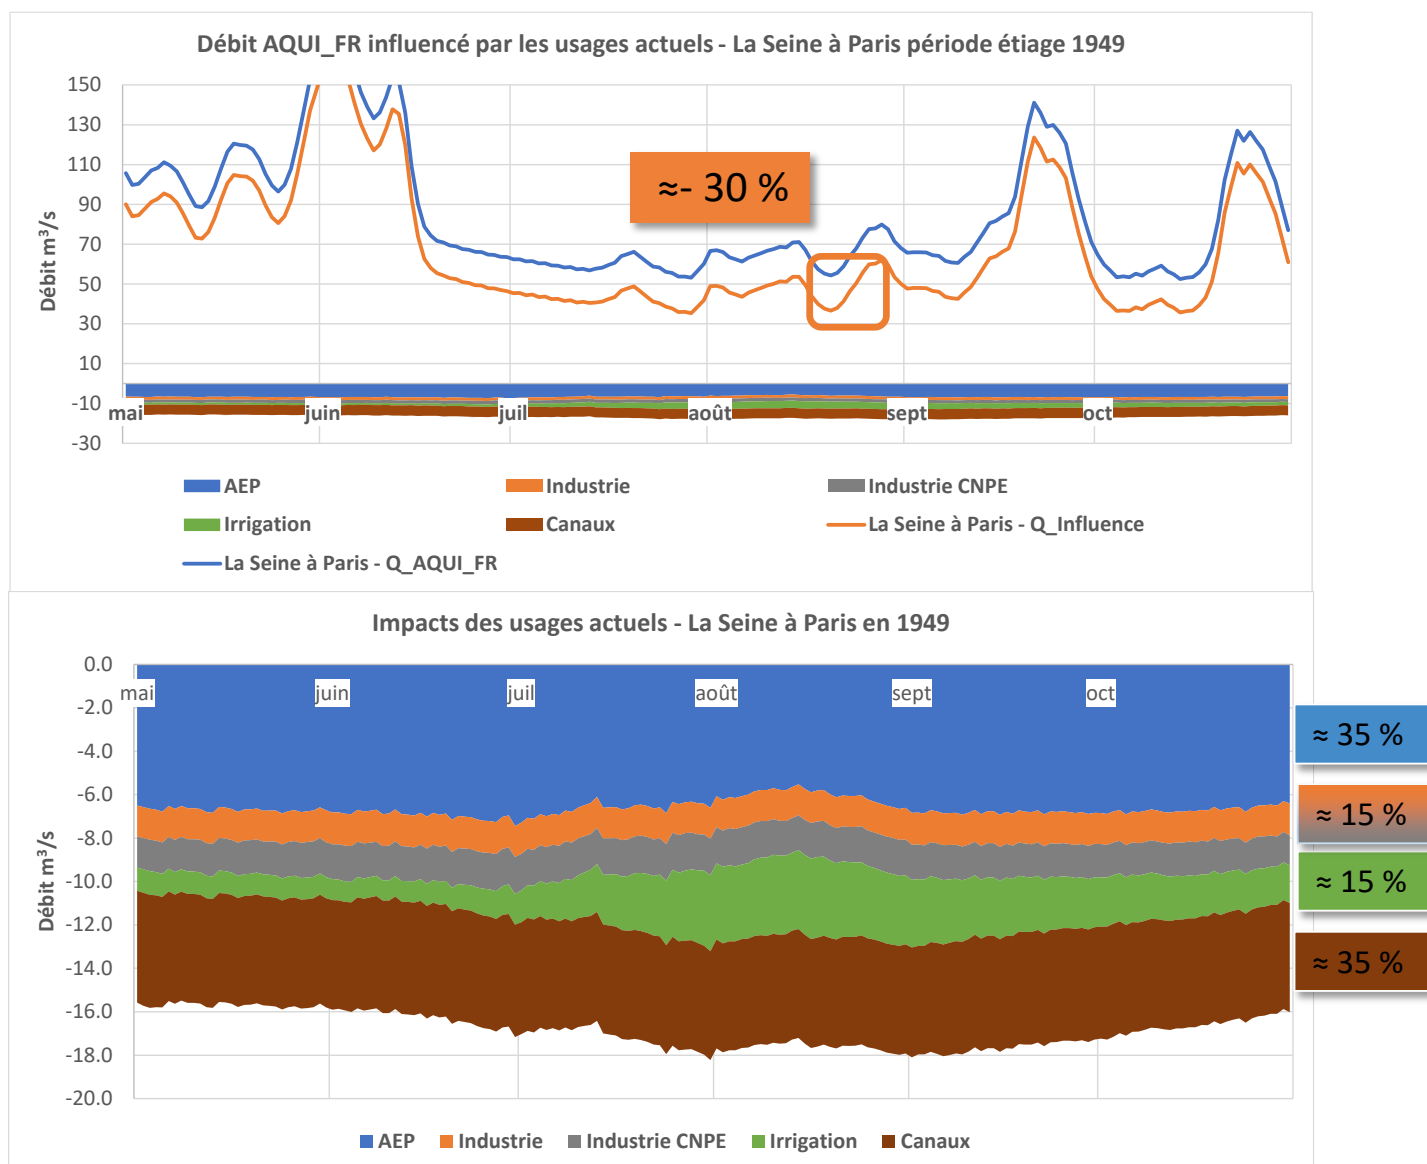 Débit AQUI_FR influencé par les usages actuels - La Seine à Paris période étiage 1949
150
130
110
90
70
50
30
10
-10
-30
Débit m³/s
≈- 30 %
mai
juin
juil
août
sept
oct
AEP
Industrie
Industrie CNPE
Irrigation
Canaux
La Seine à Paris - Q_Influence
La Seine à Paris - Q_AQUI_FR
Impacts des usages actuels - La Seine à Paris en 1949
0.0
-2.0
-4.0
-6.0
-8.0
-10.0
-12.0
-14.0
-16.0
-18.0
-20.0
Débit m³/s
mai
juin
juil
août
sept
oct
≈ 35 %
≈ 15 %
≈ 15 %
≈ 35 %
AEP
Industrie
Industrie CNPE
Irrigation
Canaux